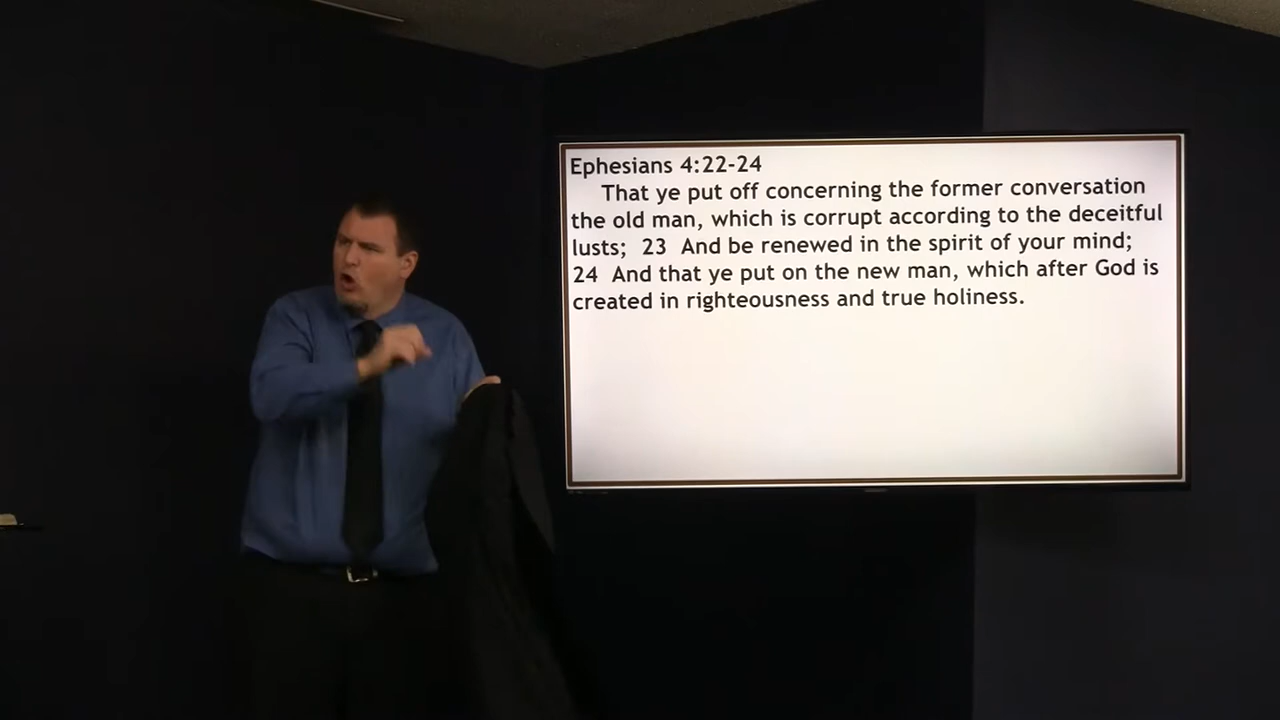 Ephesians 4:22-24
That ye put off concerning the former conversation
the old man, which is corrupt according to the deceitful
lusts; 23 And be renewed in the spirit of your mind;
24 And that ye put on the new man, which after God is
created in righteousness and true holiness.